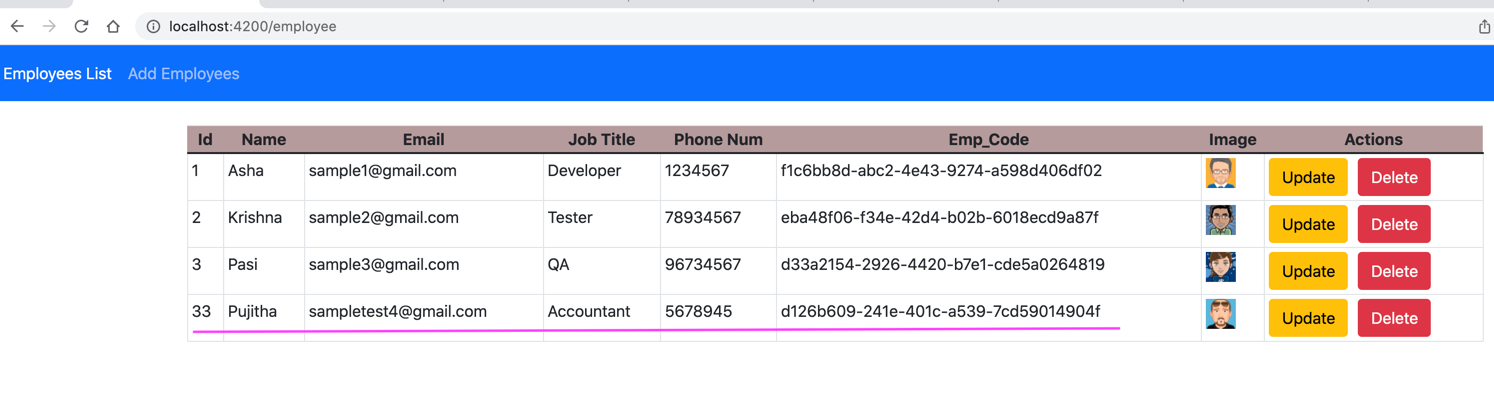 localhost:4200/employee
Employees List Add Employees
Id Name Email Job Title Phone Num Emp_Code Image Actions
1 Asha sample1@gmail.com Developer 1234567 f1c6bb8d-abc2-4e43-9274-a598d406df02 Update Delete
2 Krishna sample2@gmail.com Tester 78934567 eba48f06-f34e-42d4-b02b-6018ecd9a87f Update Delete
3 Pasi sample3@gmail.com QA 96734567 d33a2154-2926-4420-b7e1-cde5a0264819 Update Delete
33 Pujitha sampletest4@gmail.com Accountant 5678945 d126b609-241e-401c-a539-7cd59014904f Update Delete